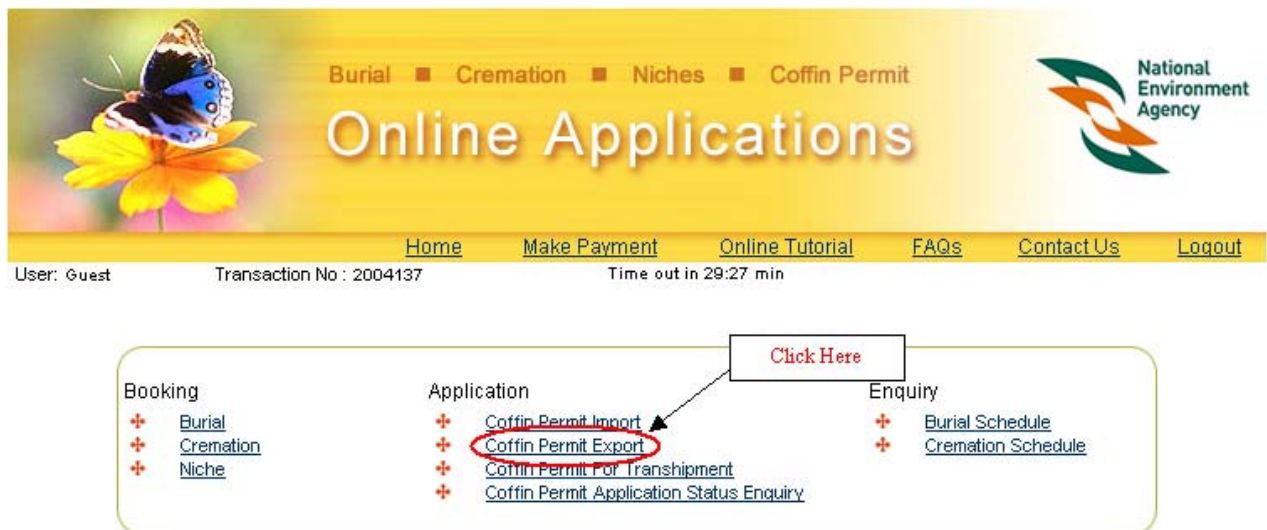 Burial ■ Cremation ■ Niches ■ Coffin Permit
Online Applications
National
Environment
Agency
Home Make Payment Online Tutorial FAQs Contact Us Logout
User: Guest Transaction No : 2004137 Time out in 29:27 min
Click Here
Booking
Burial
Cremation
Niche
Application
Coffin Permit Import
Coffin Permit Export
Coffin Permit For Transhipment
Coffin Permit Application Status Enquiry
Enquiry
Burial Schedule
Cremation Schedule